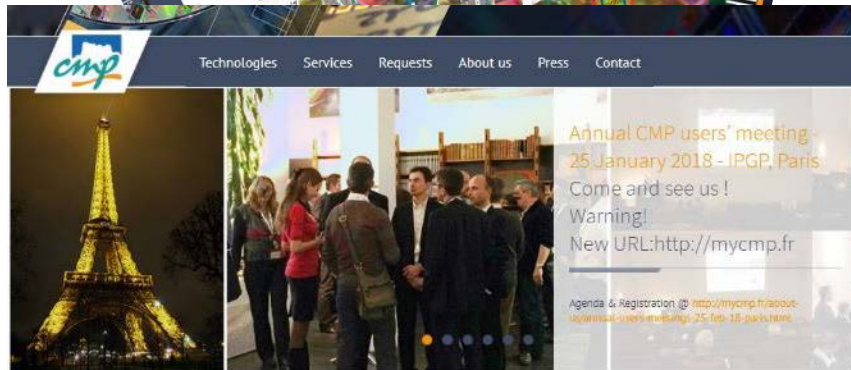 cmp
Technologies Services Requests About us Press Contact
Annual CMP users' meeting -
25 January 2018 - IPGP, Paris
Come and see us !
Warning!
New URL:http://mycmp.fr
Agenda & Registration @ http://mycmp.fr/about-
us/annual-users-meetings-25-feb-18-paris.html